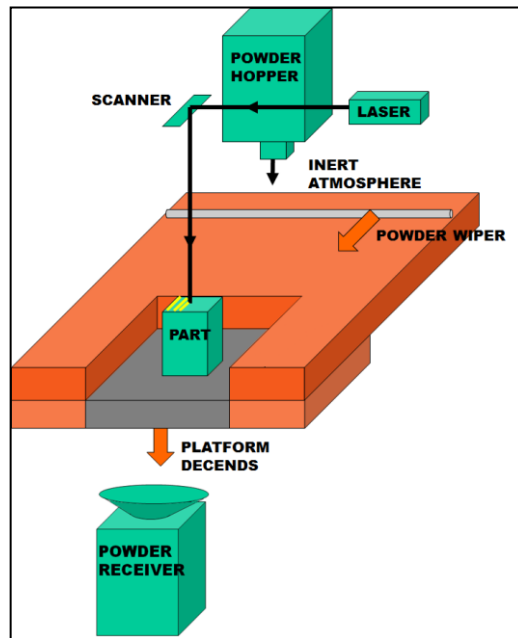 POWDER
HOPPER
SCANNER
LASER
INERT
ATMOSPHERE
POWDER WIPER
PART
PLATFORM
DECENDS
POWDER
RECEIVER